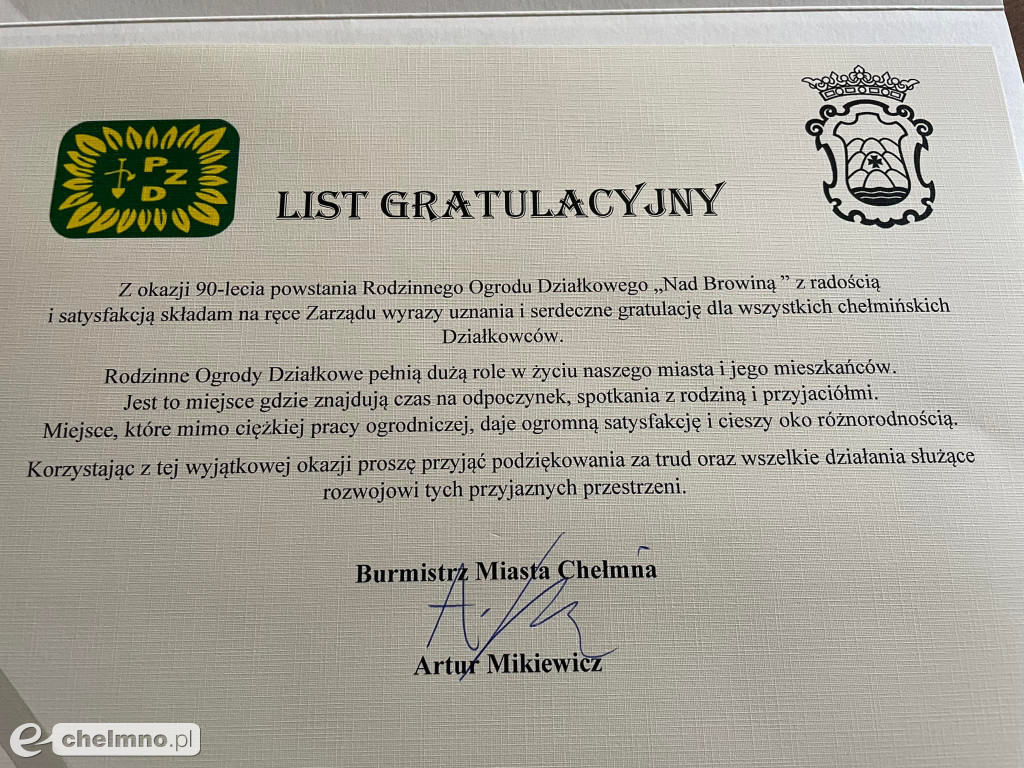 PZD
LIST GRATULACYJNY
Z okazji 90-lecia powstania Rodzinnego Ogrodu Działkowego „Nad Browiną ” z radością
i satysfakcją składam na ręce Zarządu wyrazy uznania i serdeczne gratulację dla wszystkich chełmińskich
Działkowców.
Rodzinne Ogrody Działkowe pełnią dużą role w życiu naszego miasta i jego mieszkańców.
Jest to miejsce gdzie znajdują czas na odpoczynek, spotkania z rodziną i przyjaciółmi.
Miejsce, które mimo ciężkiej pracy ogrodniczej, daje ogromną satysfakcję i cieszy oko różnorodnością.
Korzystając z tej wyjątkowej okazji proszę przyjąć podziękowania za trud oraz wszelkie działania służące
rozwojowi tych przyjaznych przestrzeni.
Burmistrz Miasta Chełmna
Artur Mikiewicz
e-chelmno.pl